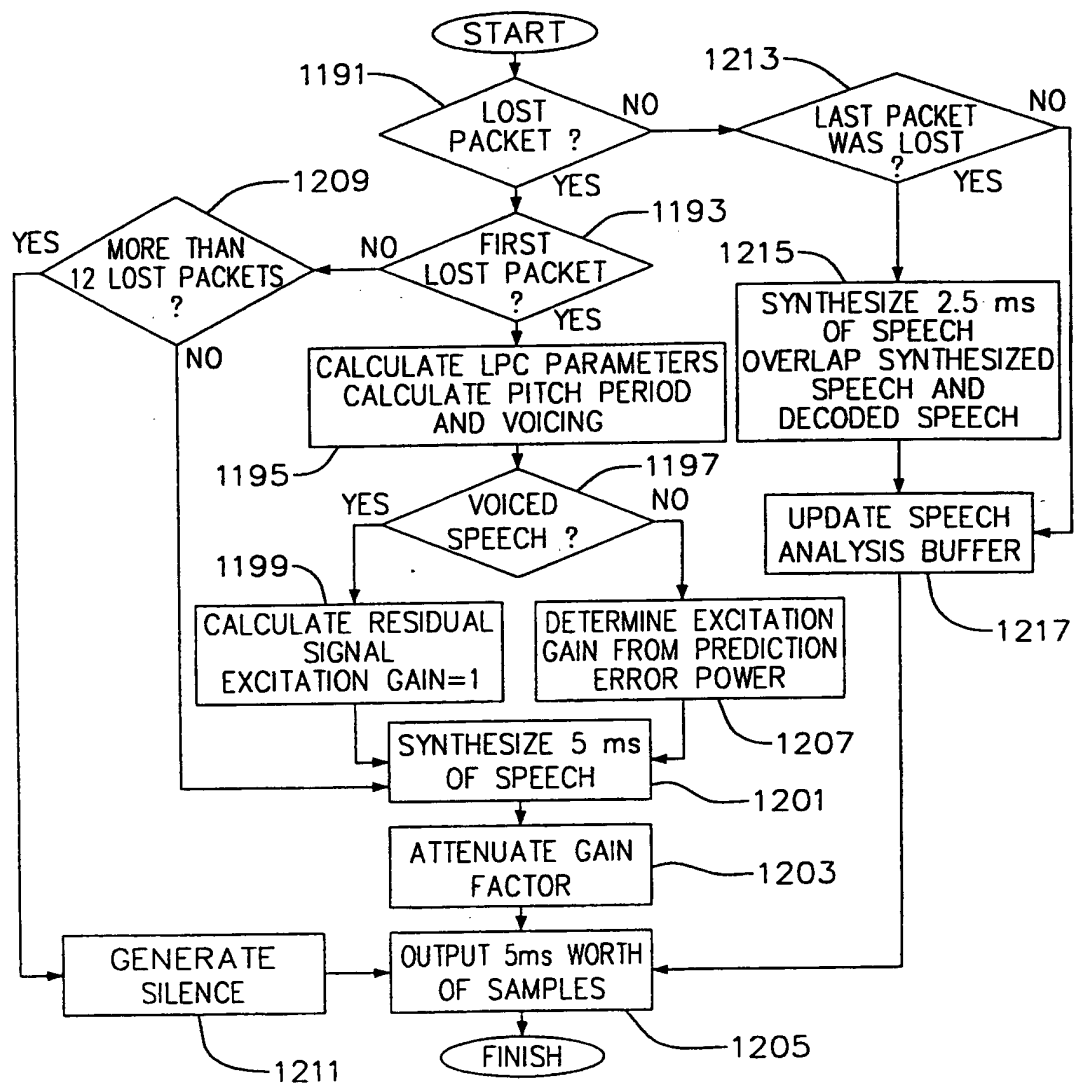 START
1191
LOST
PACKET ?
NO
YES
1213
LAST PACKET
WAS LOST
?
NO
YES
1209
YES
MORE THAN
12 LOST PACKETS
?
NO
NO
1193
FIRST
LOST PACKET
?
YES
1215
SYNTHESIZE 2.5 ms
OF SPEECH
OVERLAP SYNTHESIZED
SPEECH AND
DECODED SPEECH
CALCULATE LPC PARAMETERS
CALCULATE PITCH PERIOD
AND VOICING
1195
1197
YES
VOICED
SPEECH ?
NO
UPDATE SPEECH
ANALYSIS BUFFER
1217
1199
CALCULATE RESIDUAL
SIGNAL
EXCITATION GAIN=1
DETERMINE EXCITATION
GAIN FROM PREDICTION
ERROR POWER
1207
SYNTHESIZE 5 ms
OF SPEECH
1201
ATTENUATE GAIN
FACTOR
1203
GENERATE
SILENCE
1211
OUTPUT 5ms WORTH
OF SAMPLES
1205
FINISH